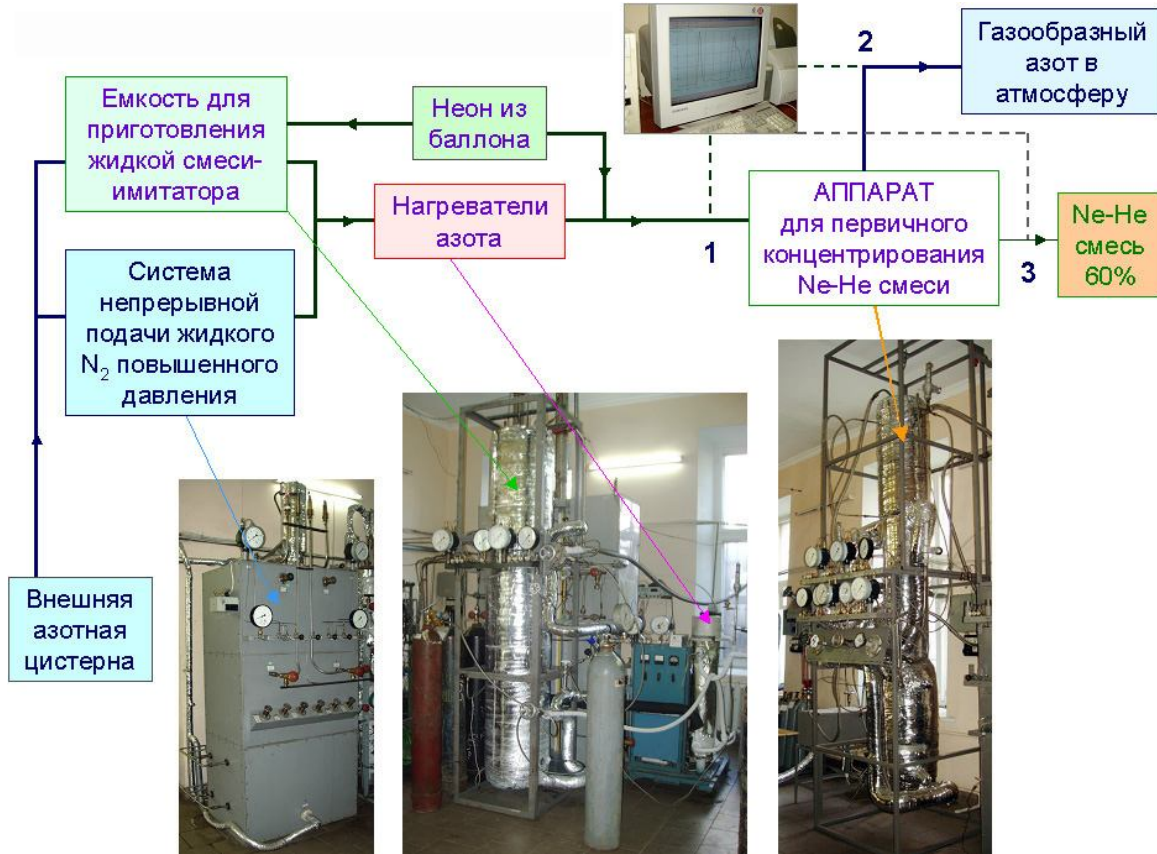 Емкость для
приготовления
жидкой смеси-
имитатора
Неон из
баллона
2
Газообразный
азот в
атмосферу
Нагреватели
азота
1
АППАРАТ
для первичного
концентрирования
Ne-He смеси
3
Ne-He
смесь
60%
Система
непрерывной
подачи жидкого
N₂ повышенного
давления
Внешняя
азотная
цистерна